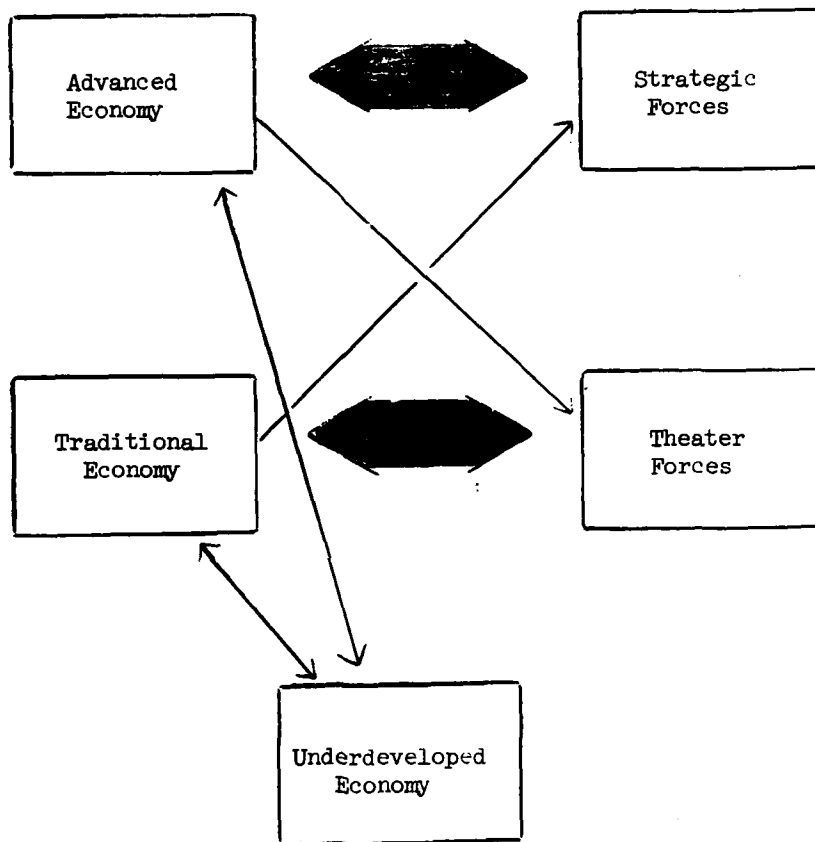 Advanced
Economy
Strategic
Forces
Traditional
Economy
Theater
Forces
Underdeveloped
Economy